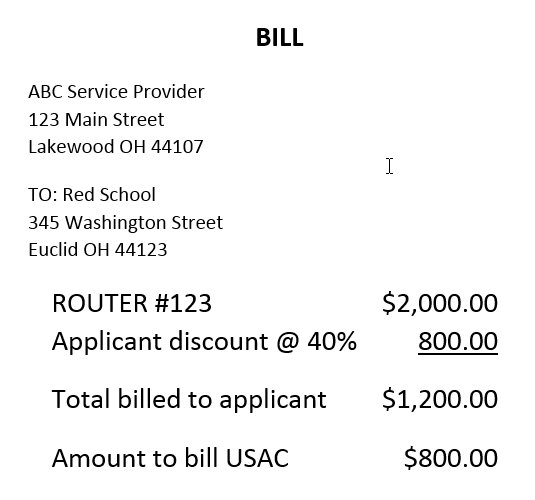 BILL
ABC Service Provider
123 Main Street
Lakewood OH 44107
TO: Red School
345 Washington Street
Euclid OH 44123
ROUTER #123 $2,000.00
Applicant discount @ 40% 800.00
Total billed to applicant $1,200.00
Amount to bill USAC $800.00